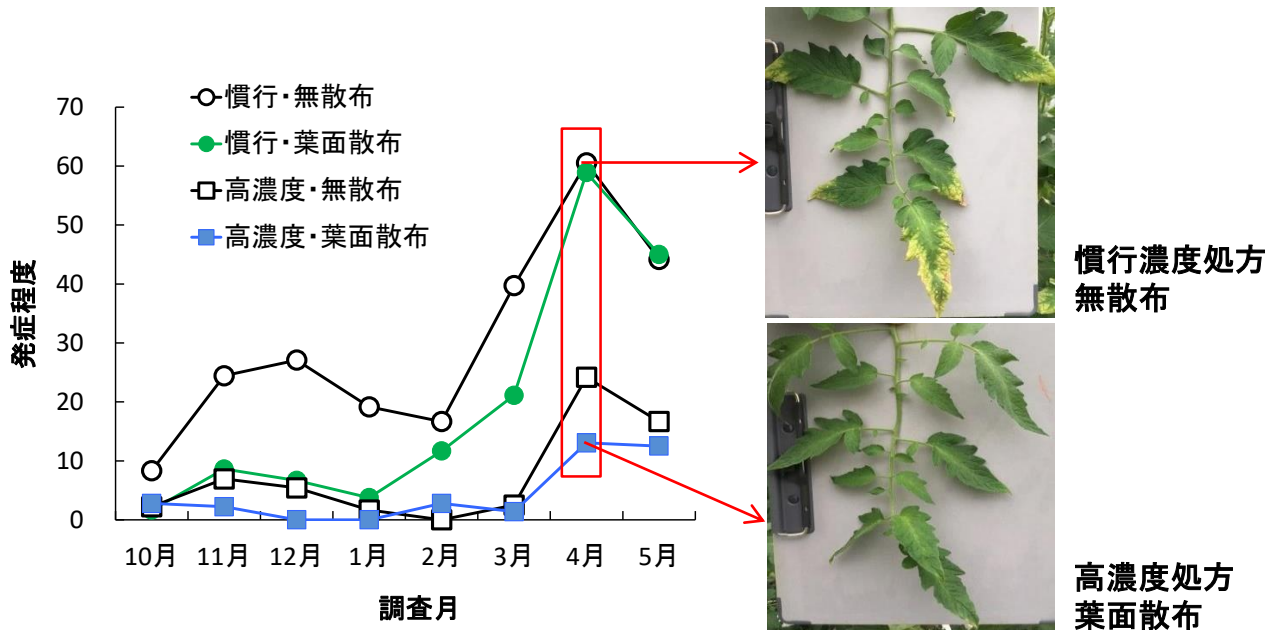 慣行・無散布
慣行・葉面散布
高濃度・無散布
高濃度・葉面散布
70
60
50
40
30
20
10
0
発症程度
10月 11月 12月 1月 2月 3月 4月 5月
調査月
慣行濃度処方
無散布
高濃度処方
葉面散布